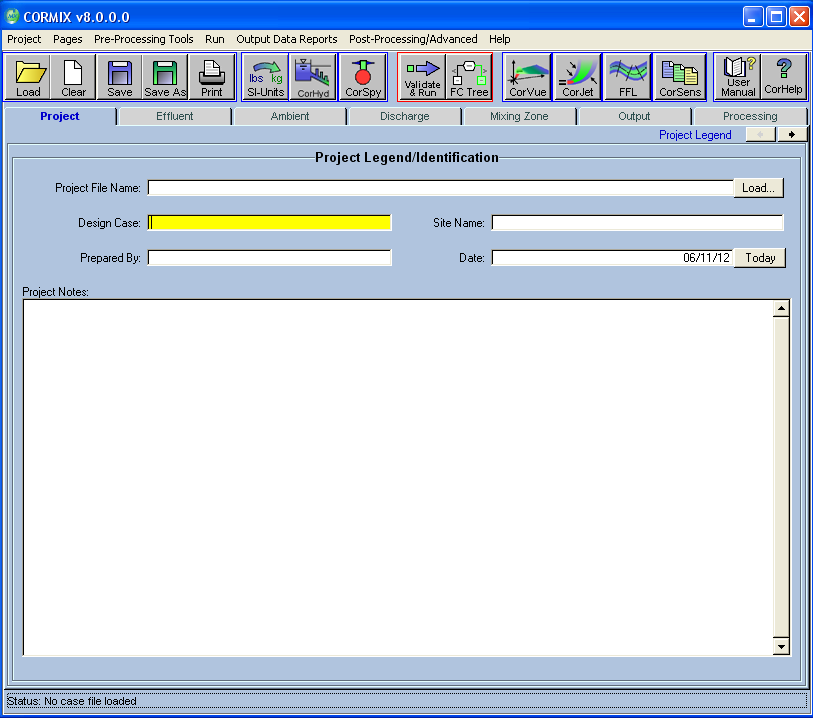 CORMIX v8.0.0.0
Project Pages Pre-Processing Tools Run Output Data Reports Post-Processing/Advanced Help
lbs kg
Load Clear Save Save As Print SI-Units CorHyd CorSpy Validate & Run FC Tree CorVue CorJet FFL CorSens User Manual CorHelp
Project Effluent Ambient Discharge Mixing Zone Output Processing
Project Legend
Project Legend/Identification
Project File Name: Load...
Design Case: Site Name:
Prepared By: Date: 06/11/12 Today
Project Notes:
Status: No case file loaded